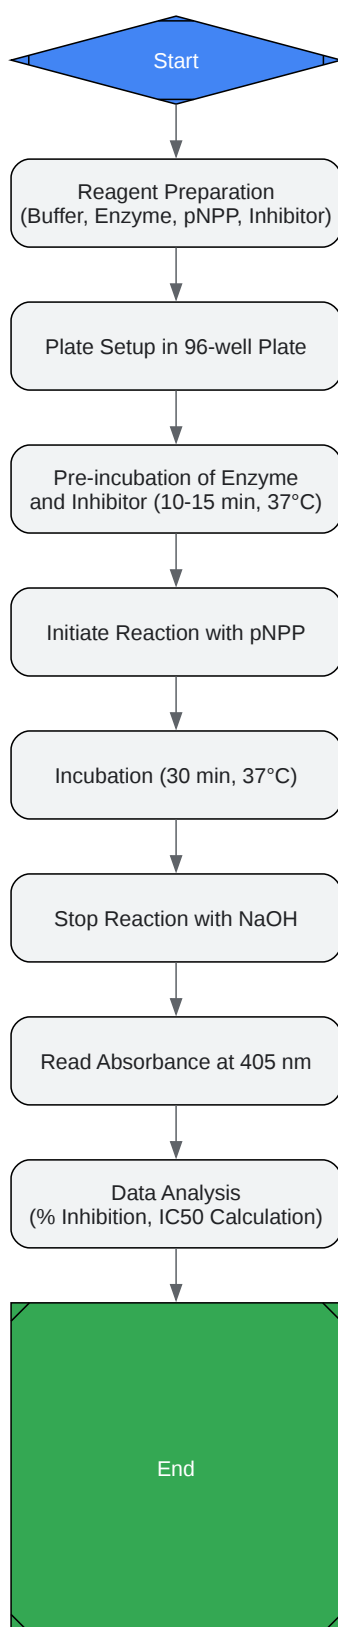 Start
Reagent Preparation
(Buffer, Enzyme, pNPP, Inhibitor)
Plate Setup in 96-well Plate
Pre-incubation of Enzyme
and Inhibitor (10-15 min, 37°C)
Initiate Reaction with pNPP
Incubation (30 min, 37°C)
Stop Reaction with NaOH
Read Absorbance at 405 nm
Data Analysis
(% Inhibition, IC50 Calculation)
End